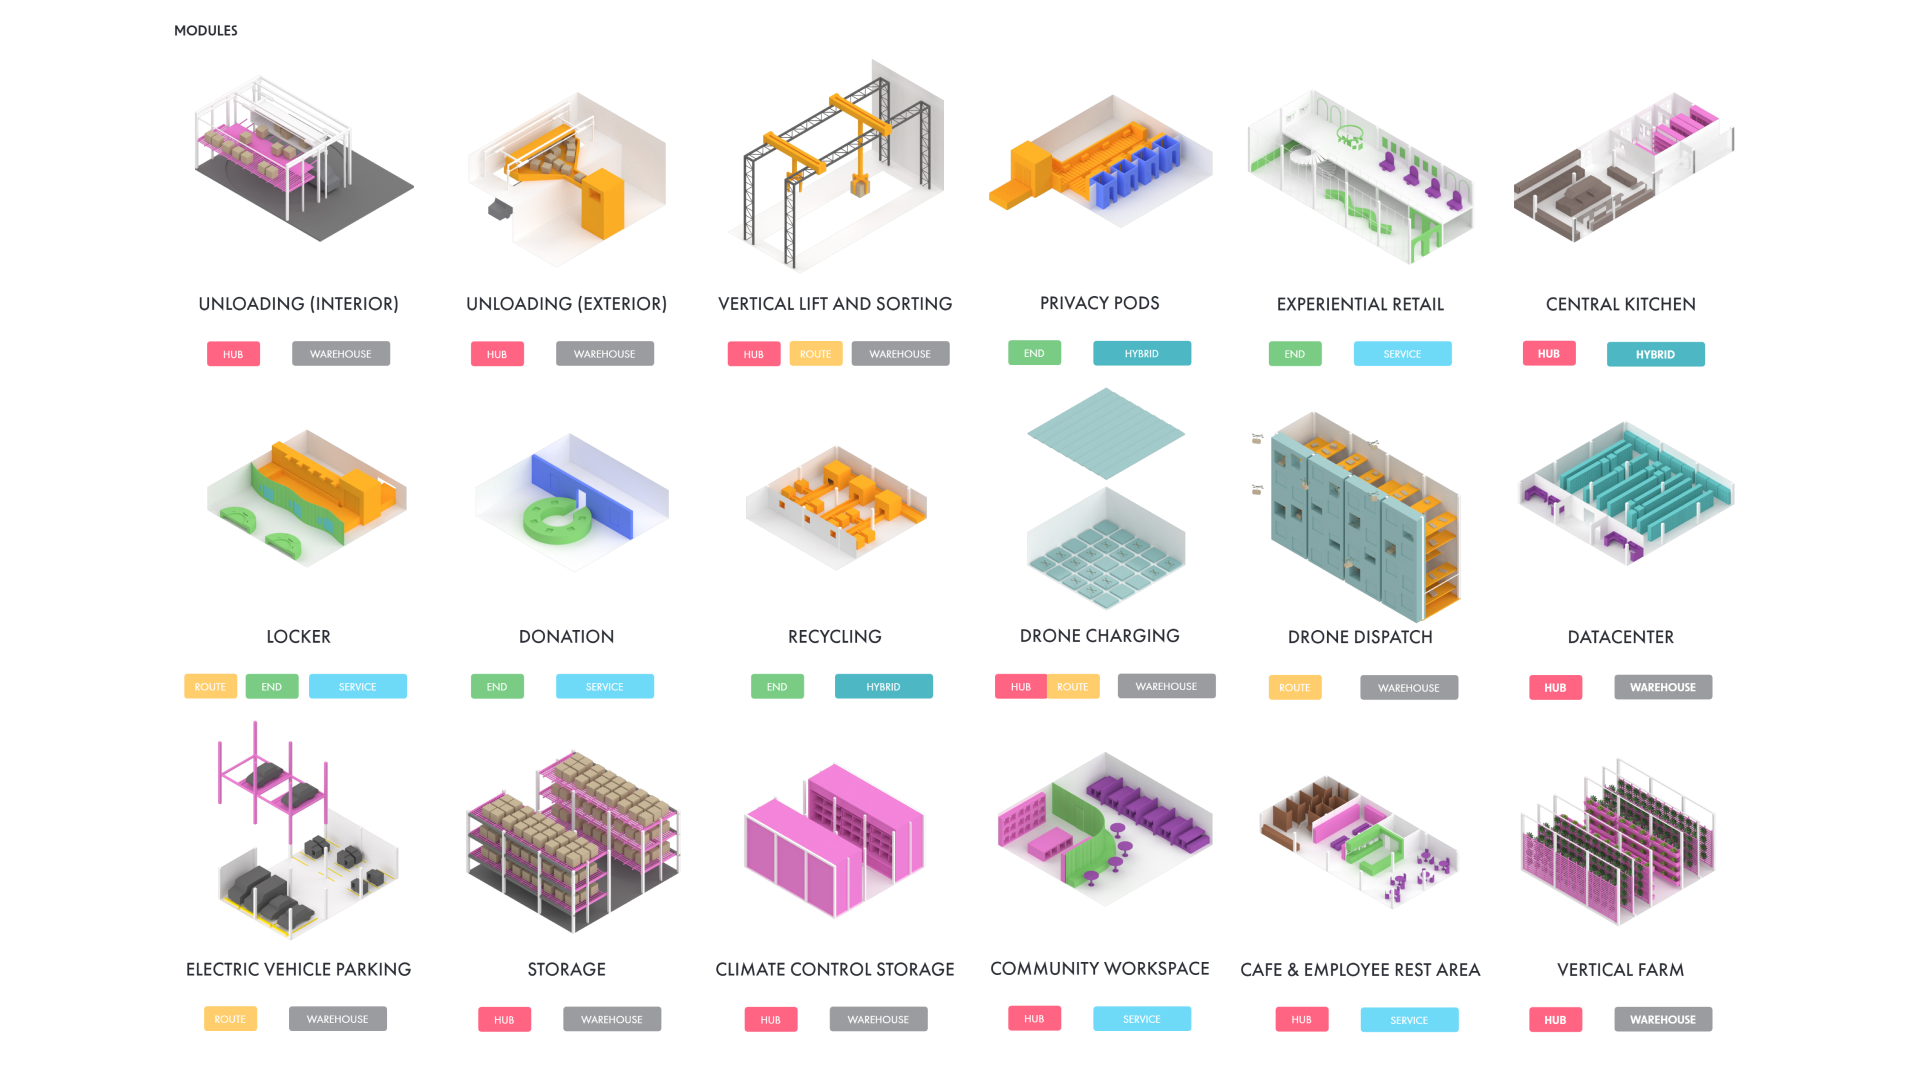 MODULES
UNLOADING (INTERIOR)
UNLOADING (EXTERIOR)
VERTICAL LIFT AND SORTING
PRIVACY PODS
EXPERIENTIAL RETAIL
CENTRAL KITCHEN
HUB WAREHOUSE
HUB WAREHOUSE
HUB ROUTE WAREHOUSE
END HYBRID
END SERVICE
HUB HYBRID
LOCKER
DONATION
RECYCLING
DRONE CHARGING
DRONE DISPATCH
DATACENTER
ROUTE END SERVICE
END SERVICE
END HYBRID
HUB ROUTE WAREHOUSE
ROUTE WAREHOUSE
HUB WAREHOUSE
ELECTRIC VEHICLE PARKING
STORAGE
CLIMATE CONTROL STORAGE
COMMUNITY WORKSPACE
CAFE & EMPLOYEE REST AREA
VERTICAL FARM
ROUTE WAREHOUSE
HUB WAREHOUSE
HUB WAREHOUSE
HUB SERVICE
HUB SERVICE
HUB WAREHOUSE